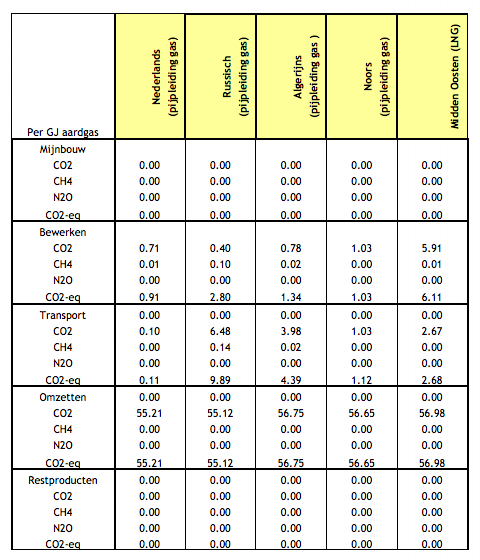 Per GJ aardgas Nederlands (pijpleiding gas) Russisch (pijpleiding gas) Algerijns (pijpleiding gas ) Noors (pijpleiding gas) Midden Oosten (LNG)
Mijnbouw
CO2 0.00 0.00 0.00 0.00 0.00
CH4 0.00 0.00 0.00 0.00 0.00
N2O 0.00 0.00 0.00 0.00 0.00
CO2-eq 0.00 0.00 0.00 0.00 0.00
Bewerken
CO2 0.71 0.40 0.78 1.03 5.91
CH4 0.01 0.10 0.02 0.00 0.01
N2O 0.00 0.00 0.00 0.00 0.00
CO2-eq 0.91 2.80 1.34 1.03 6.11
Transport
CO2 0.10 6.48 3.98 1.03 2.67
CH4 0.00 0.14 0.02 0.00 0.00
N2O 0.00 0.00 0.00 0.00 0.00
CO2-eq 0.11 9.89 4.39 1.12 2.68
Omzetten
CO2 55.21 55.12 56.75 56.65 56.98
CH4 0.00 0.00 0.00 0.00 0.00
N2O 0.00 0.00 0.00 0.00 0.00
CO2-eq 55.21 55.12 56.75 56.65 56.98
Restproducten 0.00 0.00 0.00 0.00 0.00
CO2 0.00 0.00 0.00 0.00 0.00
CH4 0.00 0.00 0.00 0.00 0.00
N2O 0.00 0.00 0.00 0.00 0.00
CO2-eq 0.00 0.00 0.00 0.00 0.00